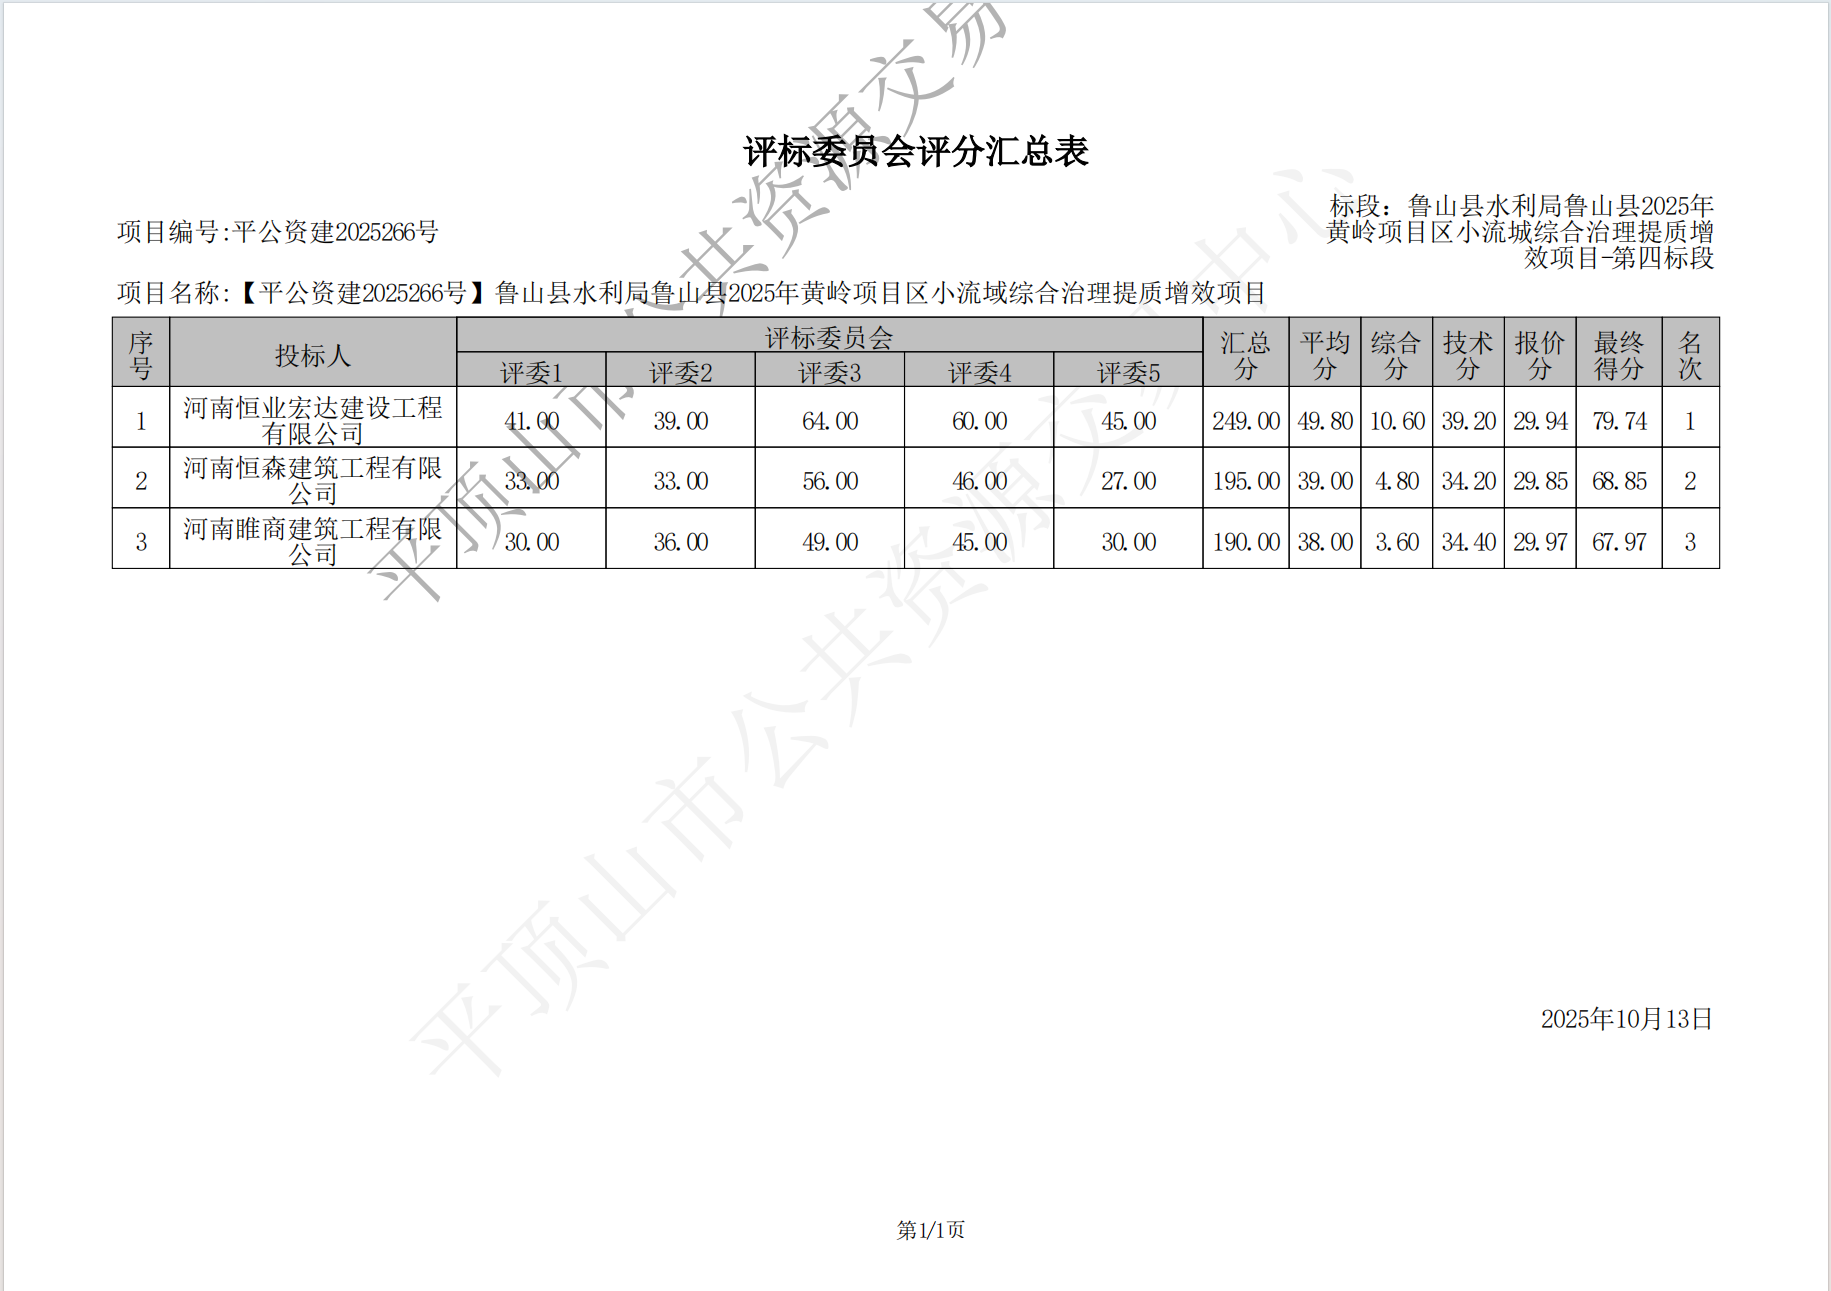 评标委员会评分汇总表
标段：鲁山县水利局鲁山县2025年
黄岭项目区小流城综合治理提质增
效项目-第四标段
项目编号:平公资建2025266号
项目名称:【平公资建2025266号】鲁山县水利局鲁山县2025年黄岭项目区小流域综合治理提质增效项目
序号 投标人 评标委员会 汇总分 平均分 综合分 技术分 报价分 最终得分 名次
评委1 评委2 评委3 评委4 评委5
1 河南恒业宏达建设工程有限公司 41.00 39.00 64.00 60.00 45.00 249.00 49.80 10.60 39.20 29.94 79.74 1
2 河南恒森建筑工程有限公司 33.00 33.00 56.00 46.00 27.00 195.00 39.00 4.80 34.20 29.85 68.85 2
3 河南睢商建筑工程有限公司 30.00 36.00 49.00 45.00 30.00 190.00 38.00 3.60 34.40 29.97 67.97 3
2025年10月13日
第1/1页
平顶山市公共资源交易
平顶山市公共资源交易中心